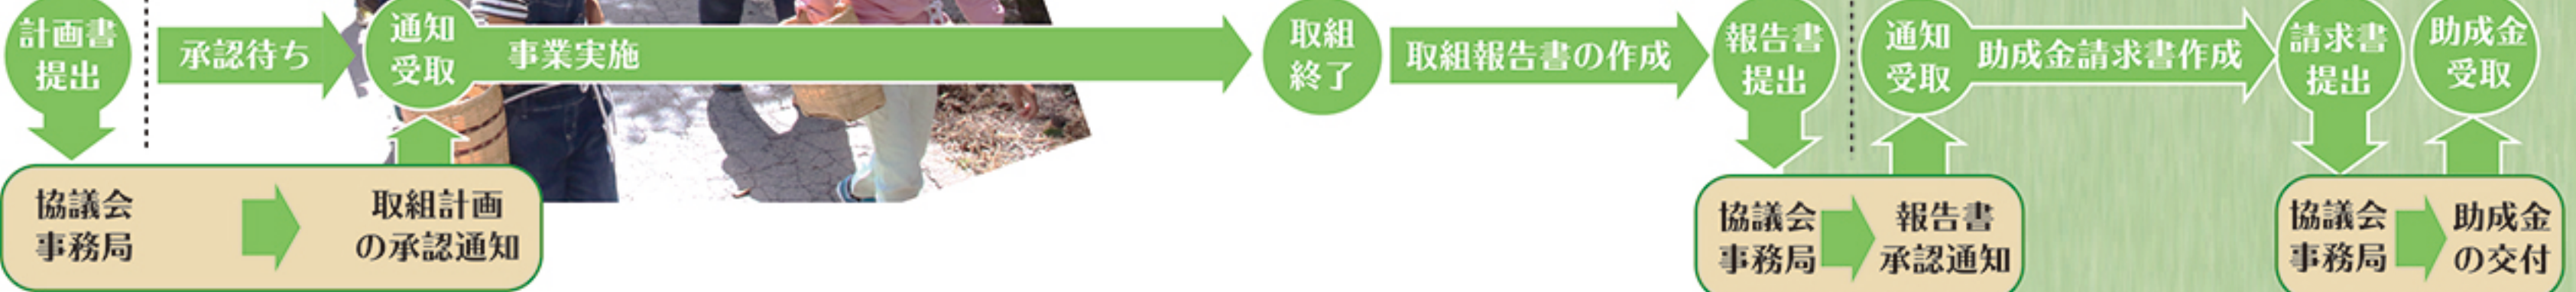 計画書
提出
承認待ち
通知
受取
事業実施
取組
終了
取組報告書の作成
報告書
提出
通知
受取
助成金請求書作成
請求書
提出
助成金
受取
協議会
事務局
取組計画
の承認通知
協議会
事務局
報告書
承認通知
協議会
事務局
助成金
の交付